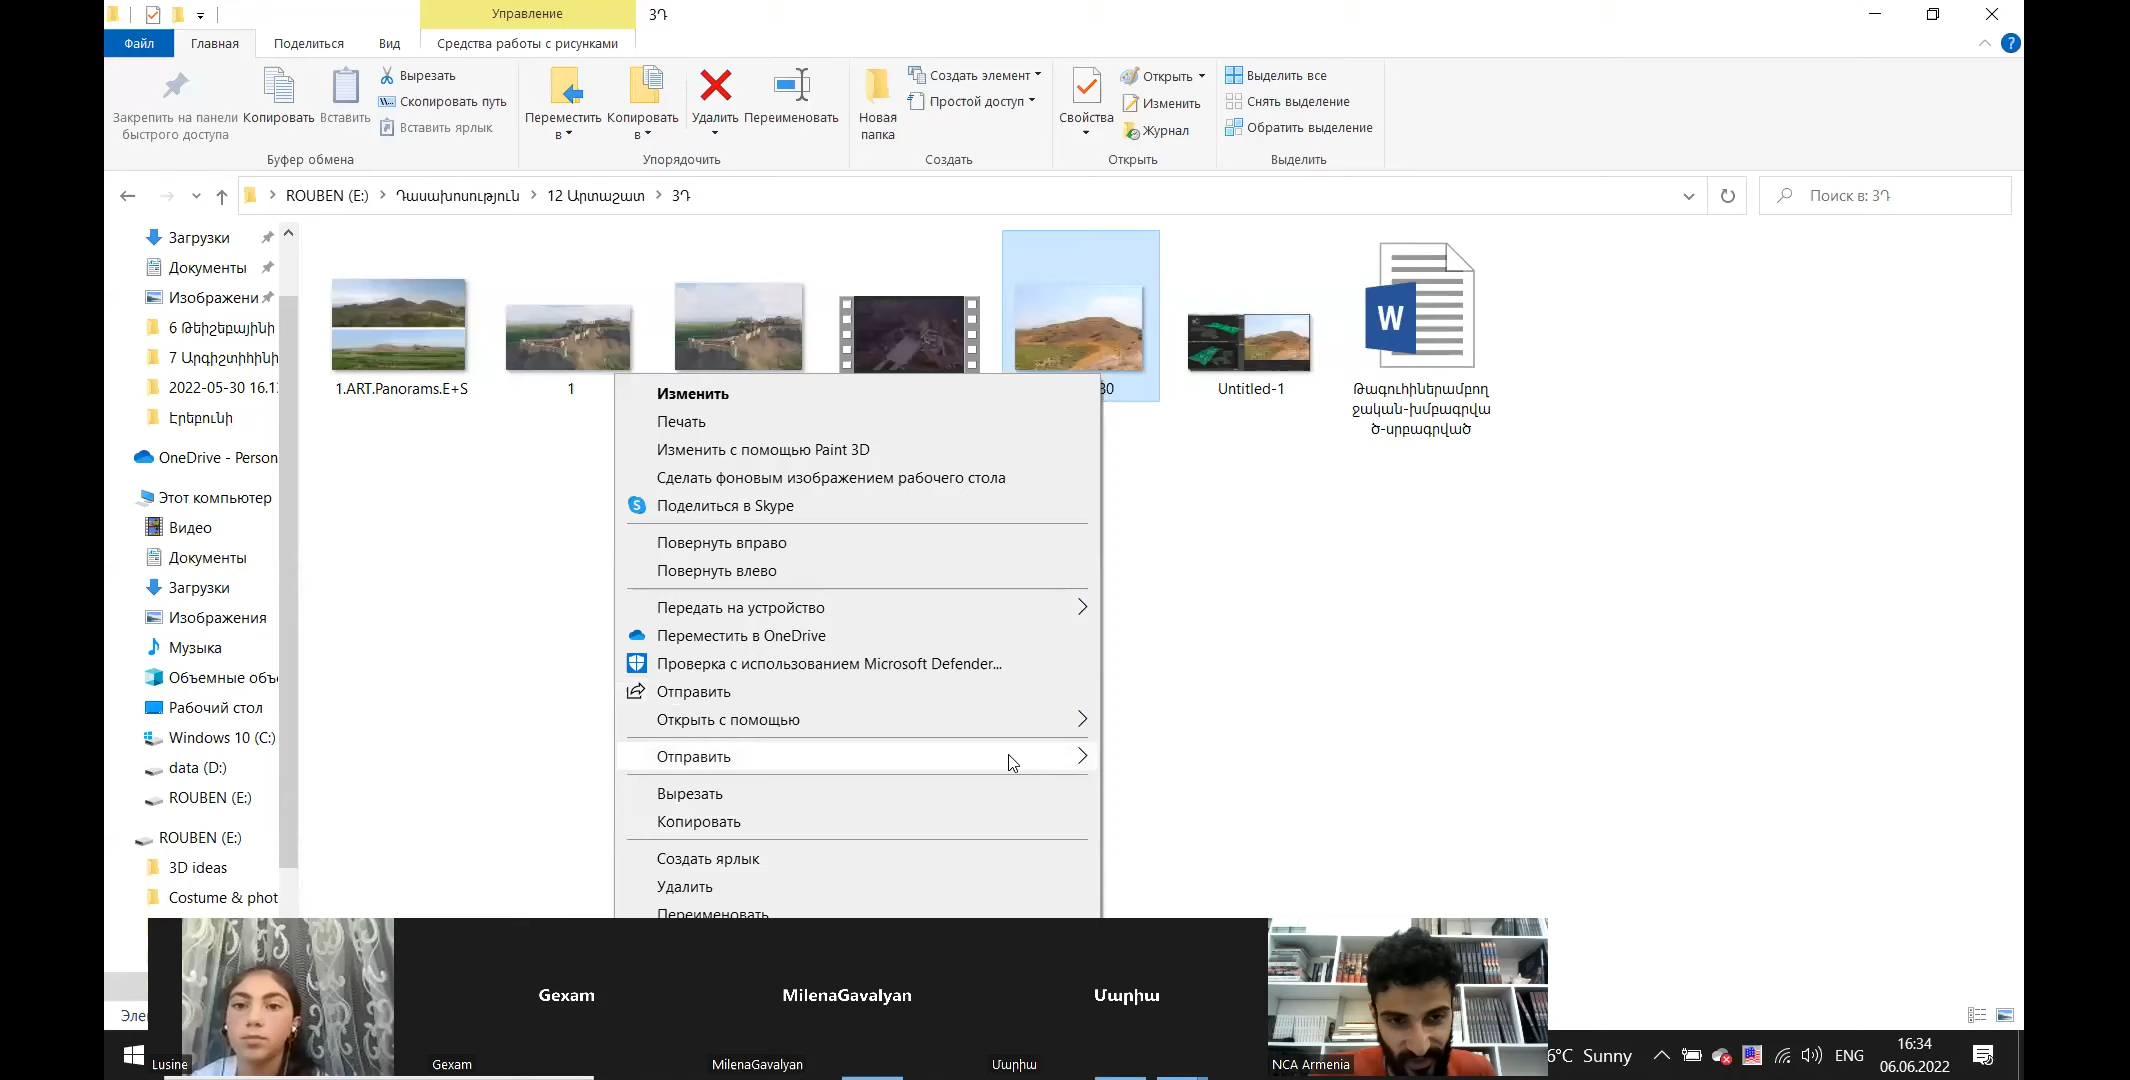 Управление
3Դ
Файл
Главная
Поделиться
Вид
Средства работы с рисунками
Закрепить на панели
быстрого доступа
Копировать
Вставить
Вырезать
Скопировать путь
Вставить ярлык
Буфер обмена
Переместить
в
Копировать
в
Удалить
Переименовать
Упорядочить
Новая
папка
Создать элемент
Простой доступ
Создать
Свойства
Открыть
Изменить
Журнал
Открыть
Выделить все
Снять выделение
Обратить выделение
Выделить
ROUBEN (E:)
Դասախոսություն
12 Արտաշատ
3Դ
Поиск в: 3Դ
Загрузки
Документы
Изображени
6 Թեիշեբայինի
7 Արգիշտիհինի
2022-05-30 16.1
Էրեբունի
OneDrive - Person
Этот компьютер
Видео
Документы
Загрузки
Изображения
Музыка
Объемные объ
Рабочий стол
Windows 10 (C:)
data (D:)
ROUBEN (E:)
ROUBEN (E:)
3D ideas
Costume & phot
1.ART.Panorams.E+S
1
30
Untitled-1
W
Թագուհիներամբող
ջական-խմբագրվա
ծ-սրբագրված
Изменить
Печать
Изменить с помощью Paint 3D
Сделать фоновым изображением рабочего стола
Поделиться в Skype
Повернуть вправо
Повернуть влево
Передать на устройство
Переместить в OneDrive
Проверка с использованием Microsoft Defender...
Отправить
Открыть с помощью
Отправить
Вырезать
Копировать
Создать ярлык
Удалить
Переименовать
Эле
Gexam
MilenaGavalyan
Մարիա
Lusine
Gexam
MilenaGavalyan
Մարիա
NCA Armenia
6°C Sunny
ENG
16:34
06.06.2022